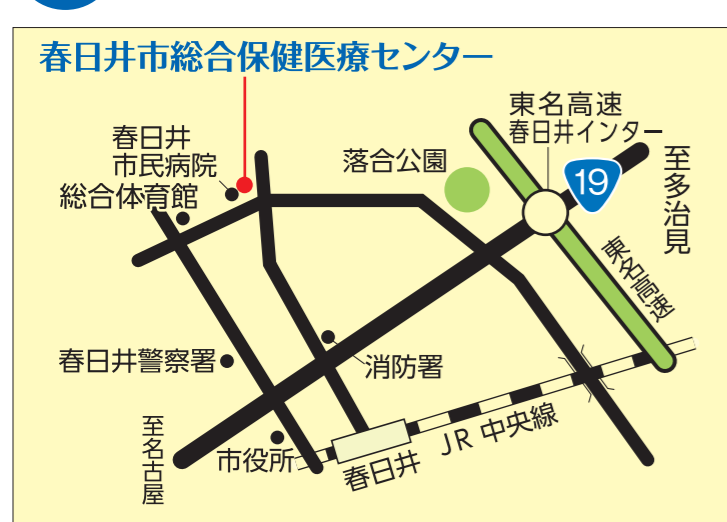 春日井市総合保健医療センター
東名高速
春日井インター
春日井
市民病院
落合公園
19
至多治見
総合体育館
東名高速
春日井警察署
消防署
至名古屋
市役所
春日井
JR 中央線